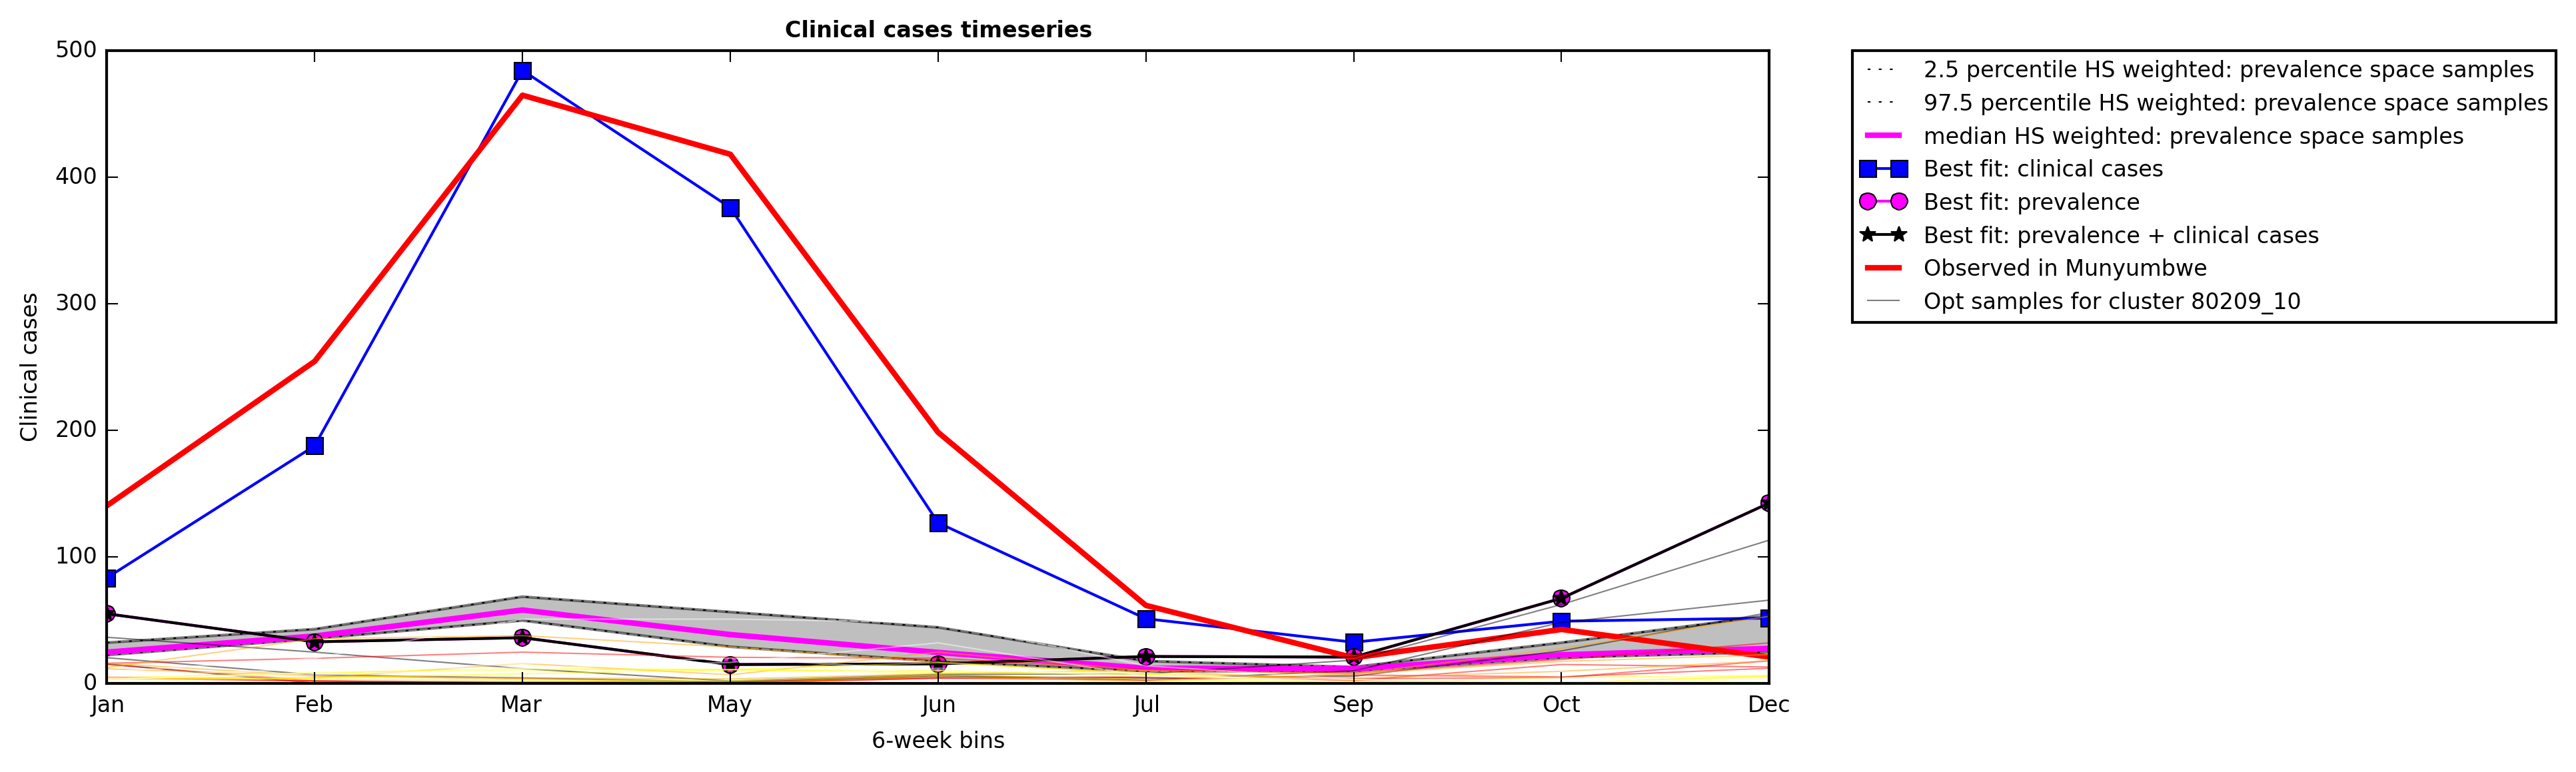 Clinical cases timeseries
500
400
300
200
100
0
Clinical cases
Jan Feb Mar May Jun Jul Sep Oct Dec
6-week bins
2.5 percentile HS weighted: prevalence space samples
97.5 percentile HS weighted: prevalence space samples
median HS weighted: prevalence space samples
Best fit: clinical cases
Best fit: prevalence
Best fit: prevalence + clinical cases
Observed in Munyumbwe
Opt samples for cluster 80209_10